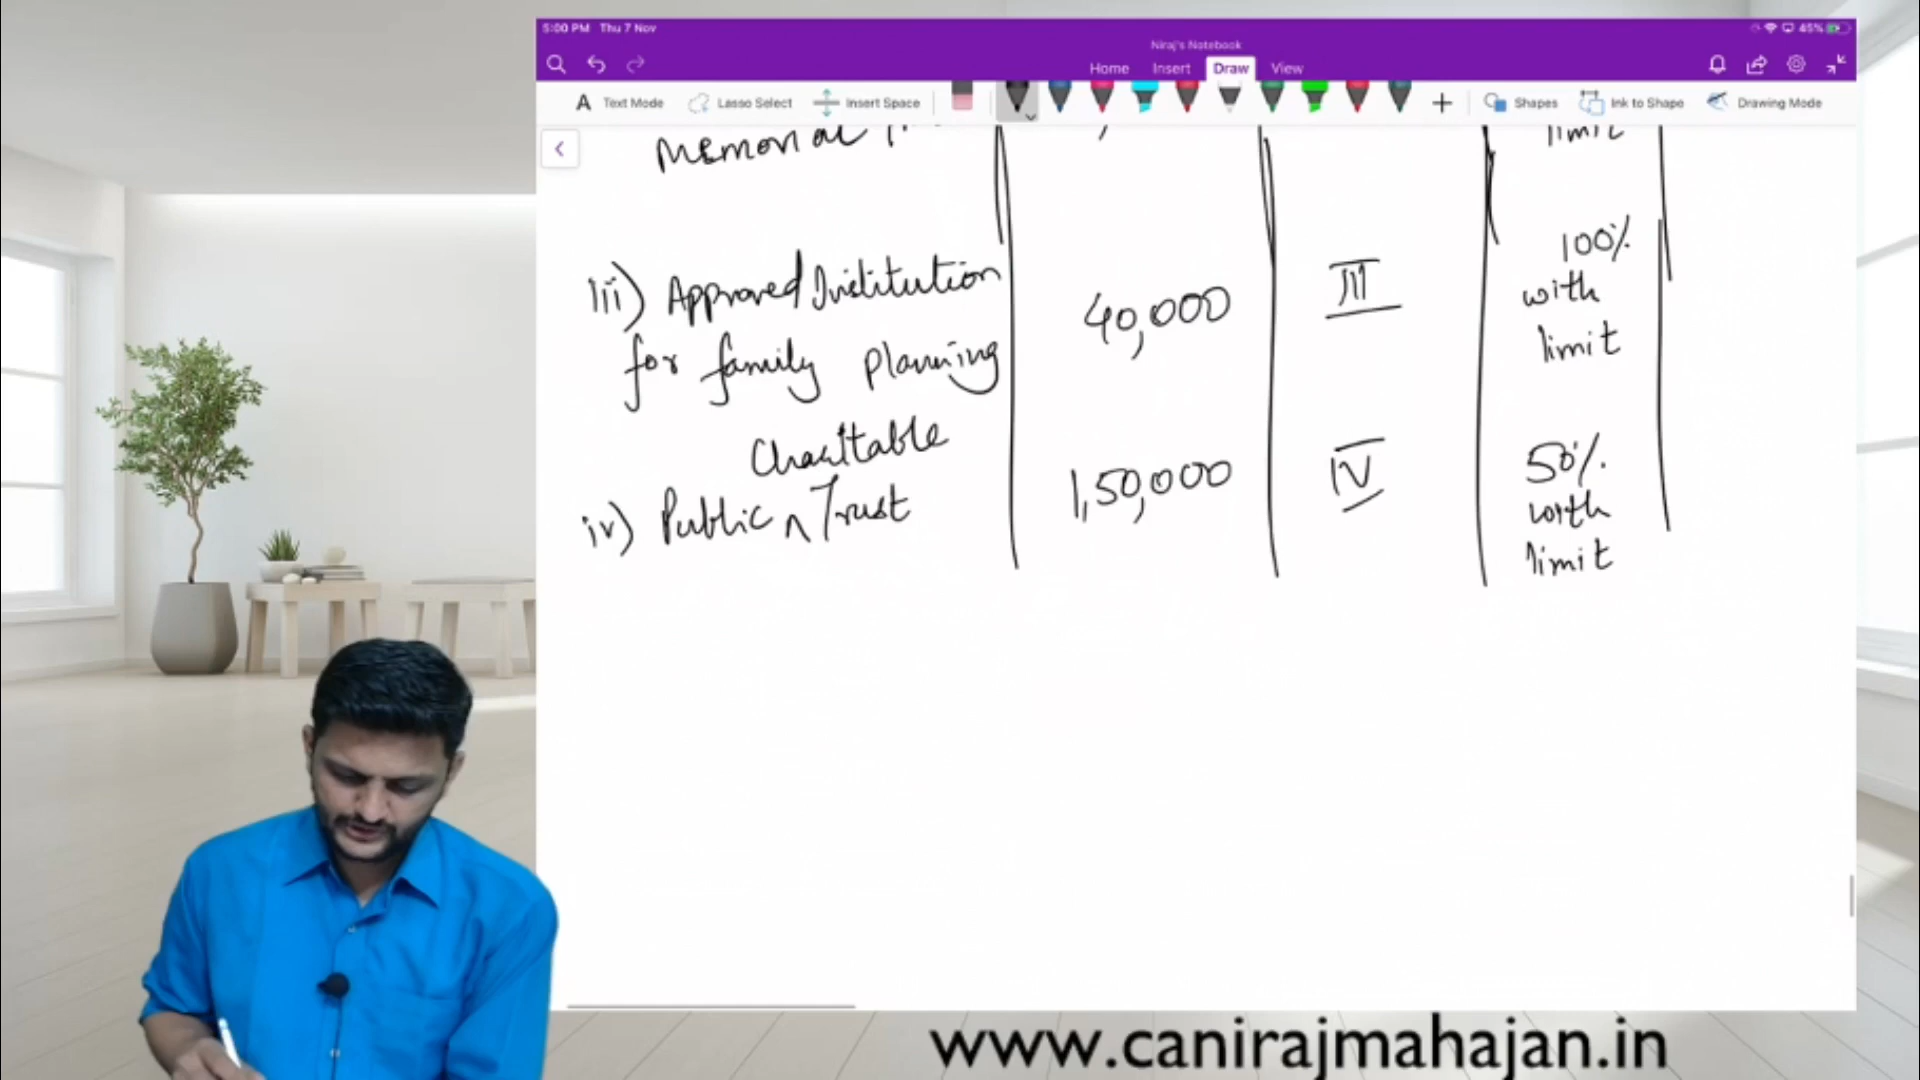 5:00 PM Thu 7 Nov
45%
Niraj's Notebook
Home Insert Draw View
Text Mode Lasso Select Insert Space Shapes Ink to Shape Drawing Mode
Memorial
limit
iii) Approved Institution
for family Planning
40,000
III
100%
with
limit
Charitable
iv) Public ∧ Trust
1,50,000
IV
50%
with
limit
www.canirajmahajan.in